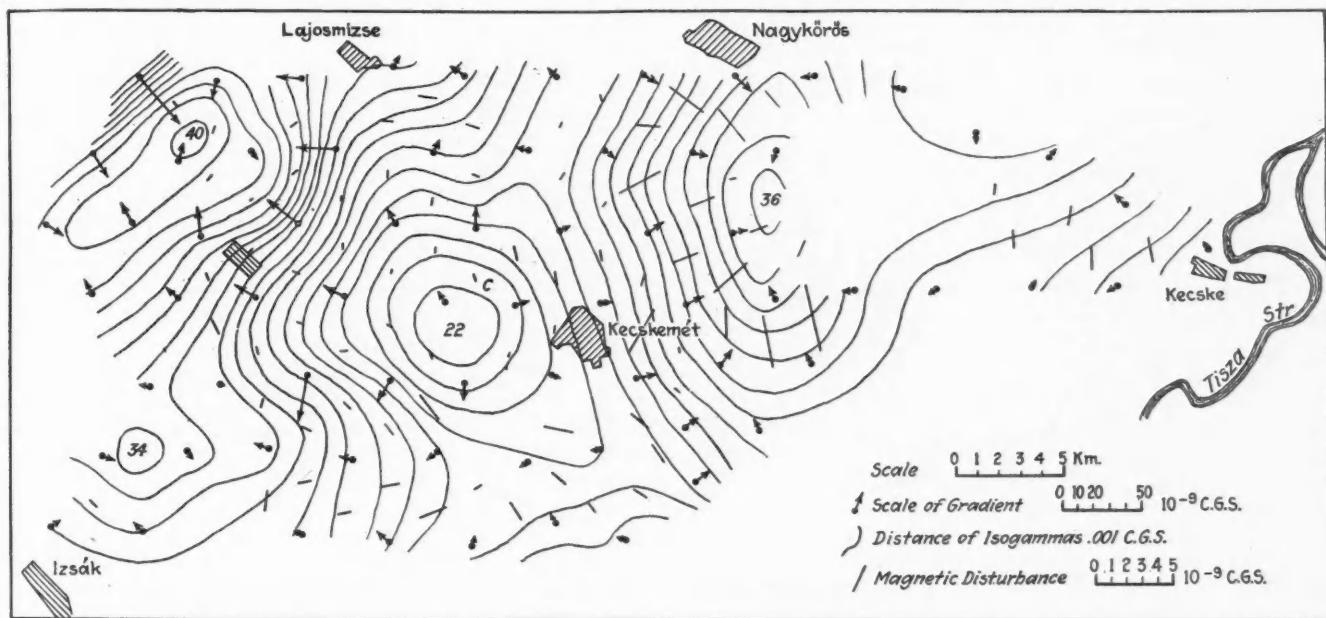 Lajosmizse
Nagykőrös
40
36
C
22
Kecskemét
Kecske
Str
Tisza
34
Izsák
Scale 0 1 2 3 4 5 Km.
Scale of Gradient 0 10 20 50 10⁻⁹ C.G.S.
Distance of Isogammas .001 C.G.S.
Magnetic Disturbance 0 1 2 3 4 5 10⁻⁹ C.G.S.